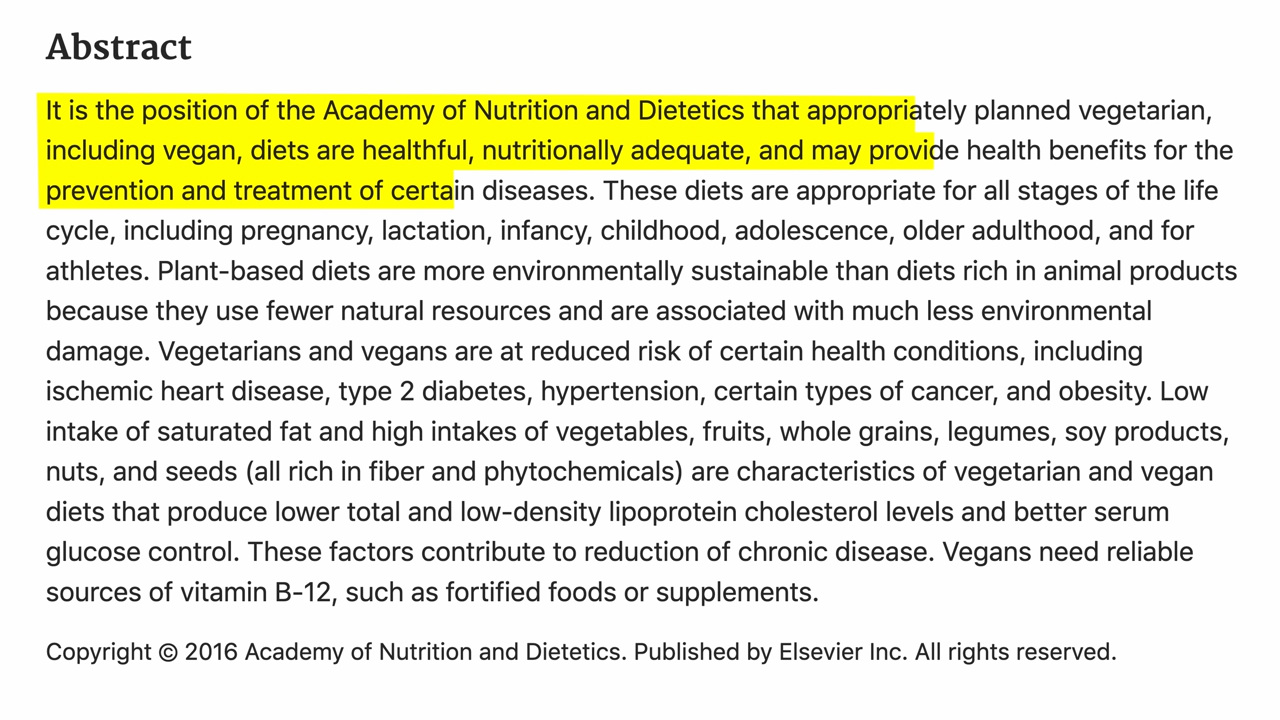 Abstract
It is the position of the Academy of Nutrition and Dietetics that appropriately planned vegetarian,
including vegan, diets are healthful, nutritionally adequate, and may provide health benefits for the
prevention and treatment of certain diseases. These diets are appropriate for all stages of the life
cycle, including pregnancy, lactation, infancy, childhood, adolescence, older adulthood, and for
athletes. Plant-based diets are more environmentally sustainable than diets rich in animal products
because they use fewer natural resources and are associated with much less environmental
damage. Vegetarians and vegans are at reduced risk of certain health conditions, including
ischemic heart disease, type 2 diabetes, hypertension, certain types of cancer, and obesity. Low
intake of saturated fat and high intakes of vegetables, fruits, whole grains, legumes, soy products,
nuts, and seeds (all rich in fiber and phytochemicals) are characteristics of vegetarian and vegan
diets that produce lower total and low-density lipoprotein cholesterol levels and better serum
glucose control. These factors contribute to reduction of chronic disease. Vegans need reliable
sources of vitamin B-12, such as fortified foods or supplements.
Copyright © 2016 Academy of Nutrition and Dietetics. Published by Elsevier Inc. All rights reserved.